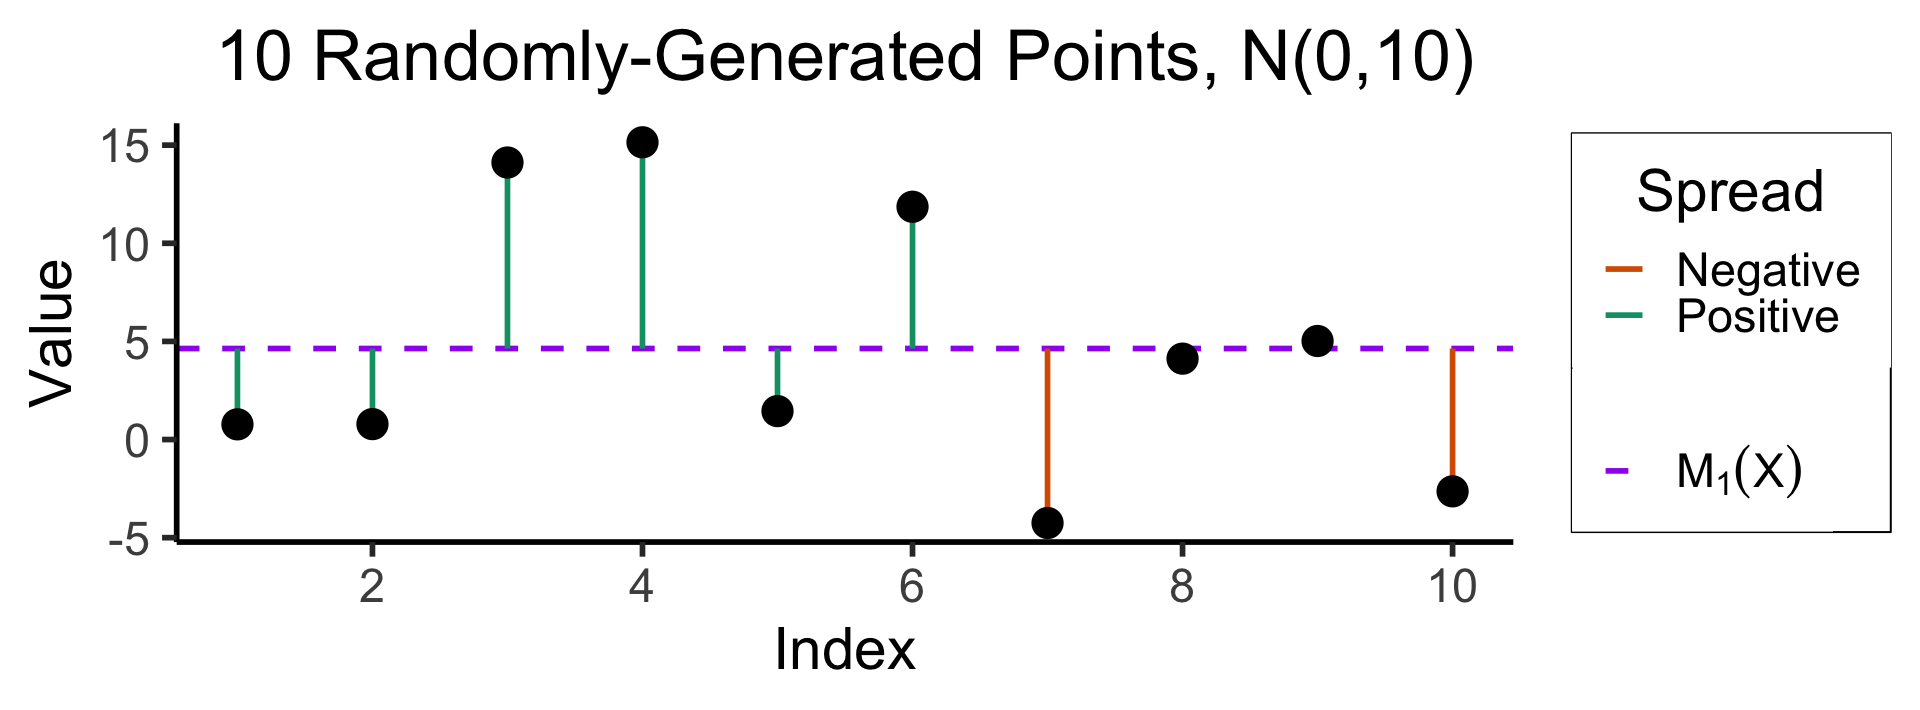 10 Randomly-Generated Points, N(0,10)
Value
15
10
5
0
-5
2 4 6 8 10
Index
Spread
Negative
Positive
M₁(X)